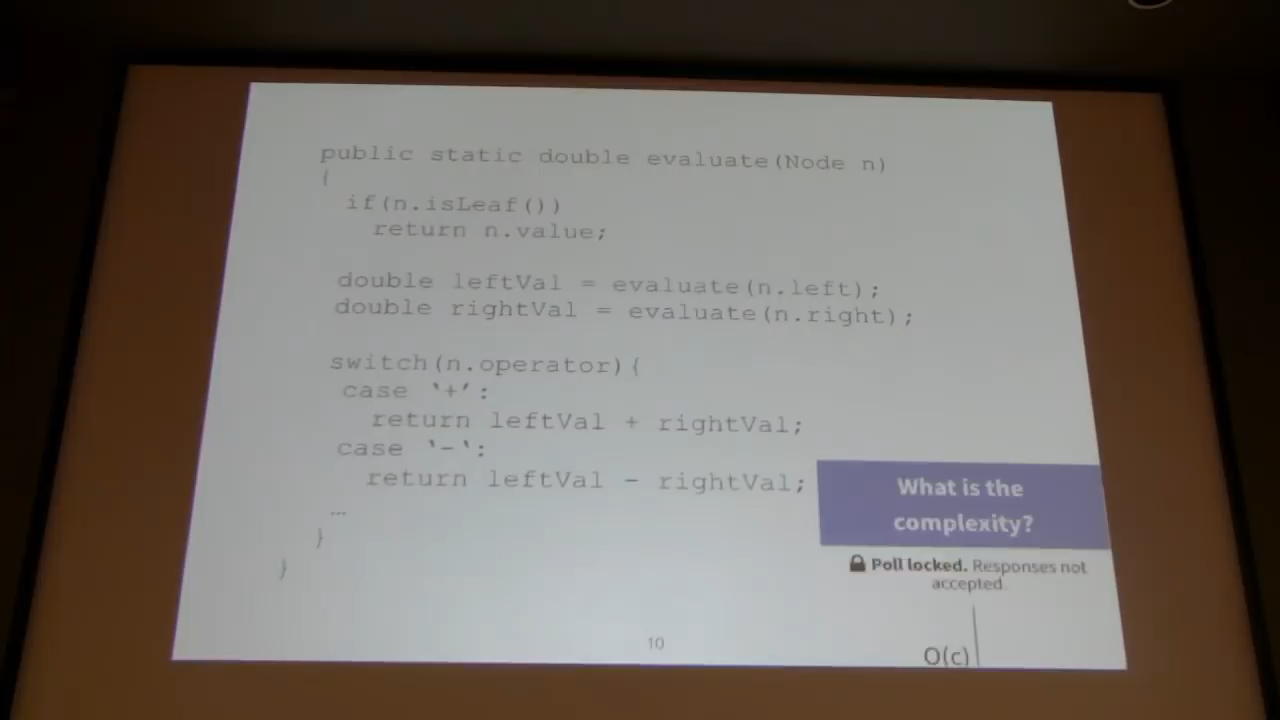 public static double evaluate(Node n)
{
if(n.isLeaf())
return n.value;
double leftVal = evaluate(n.left);
double rightVal = evaluate(n.right);
switch(n.operator){
case ‘+’:
return leftVal + rightVal;
case ‘-‘:
return leftVal - rightVal;
…
}
}
What is the
complexity?
Poll locked. Responses not
accepted.
O(c)
10